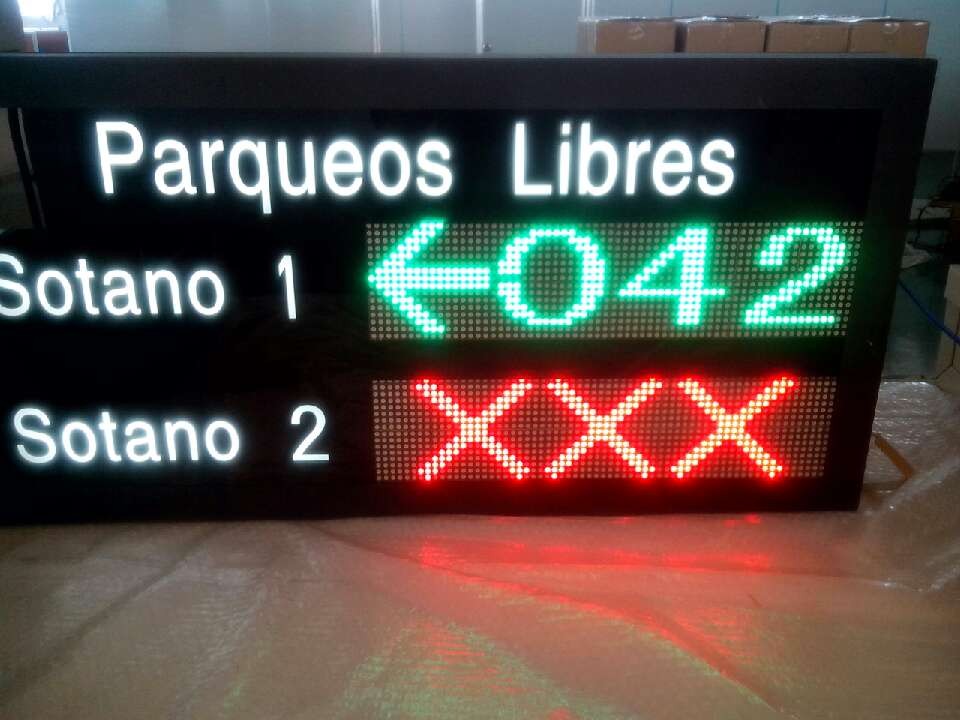 Parqueos Libres
Sotano 1 ←042
Sotano 2 XXX